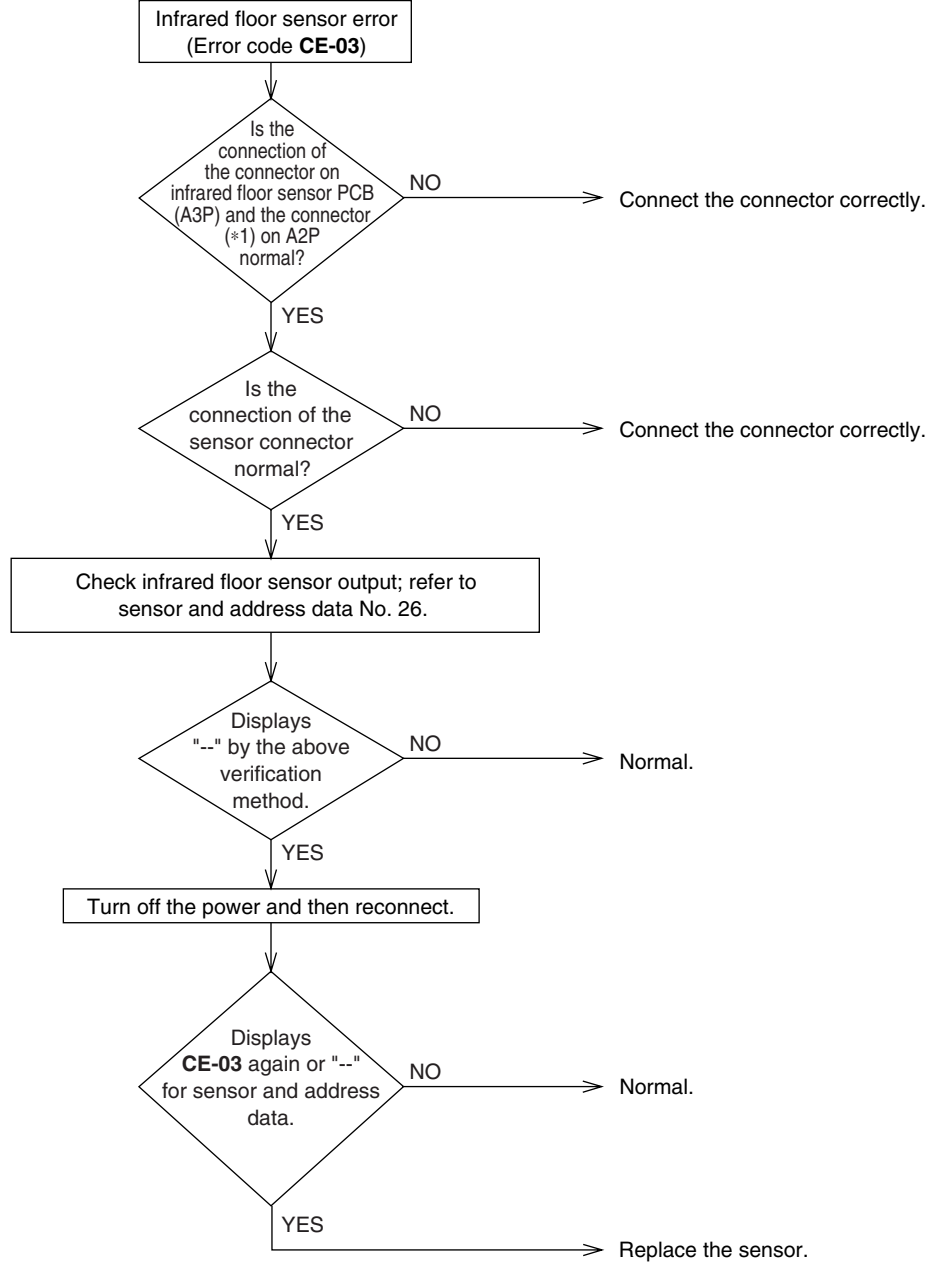 Infrared floor sensor error
(Error code CE-03)
Is the
connection of
the connector on
infrared floor sensor PCB
(A3P) and the connector
(*1) on A2P
normal?
NO
Connect the connector correctly.
YES
Is the
connection of the
sensor connector
normal?
NO
Connect the connector correctly.
YES
Check infrared floor sensor output; refer to
sensor and address data No. 26.
Displays
"--" by the above
verification
method.
NO
Normal.
YES
Turn off the power and then reconnect.
Displays
CE-03 again or "--"
for sensor and address
data.
NO
Normal.
YES
Replace the sensor.